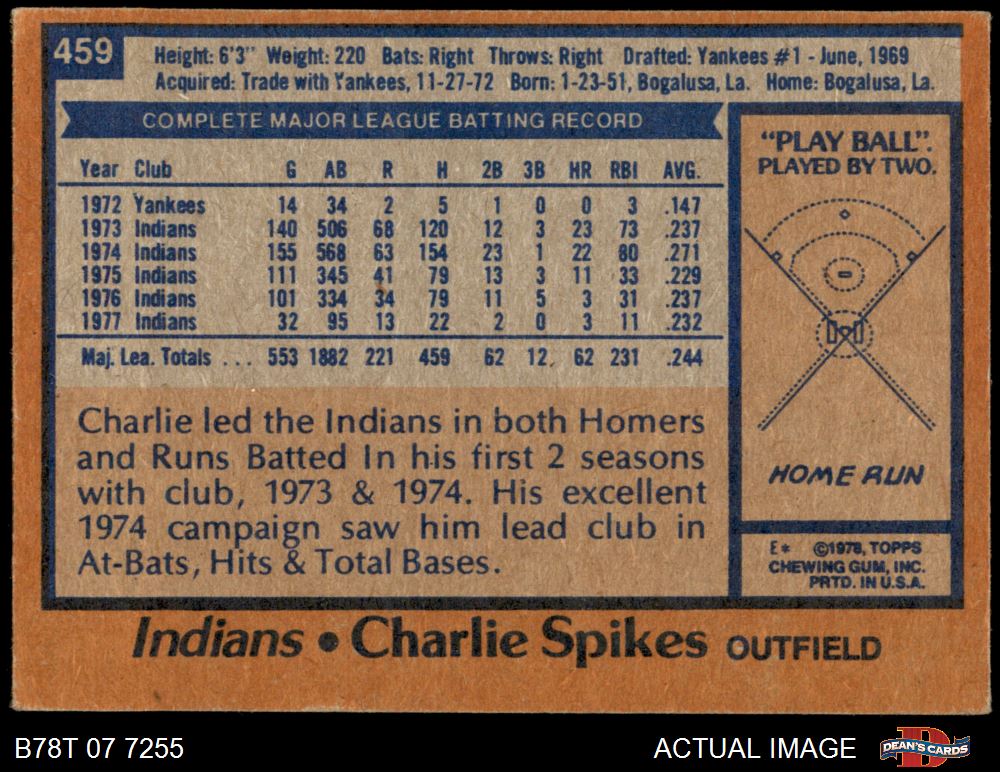 459
Height: 6'3" Weight: 220 Bats: Right Throws: Right Drafted: Yankees #1 - June, 1969
Acquired: Trade with Yankees, 11-27-72 Born: 1-23-51, Bogalusa, La. Home: Bogalusa, La.
COMPLETE MAJOR LEAGUE BATTING RECORD
Year Club G AB R H 2B 3B HR RBI AVG.
1972 Yankees 14 34 2 5 1 0 0 3 .147
1973 Indians 140 506 68 120 12 3 23 73 .237
1974 Indians 155 568 63 154 23 1 22 80 .271
1975 Indians 111 345 41 79 13 3 11 33 .229
1976 Indians 101 334 34 79 11 5 3 31 .237
1977 Indians 32 95 13 22 2 0 3 11 .232
Maj. Lea. Totals . . . 553 1882 221 459 62 12 62 231 .244
Charlie led the Indians in both Homers
and Runs Batted In in his first 2 seasons
with club, 1973 & 1974. His excellent
1974 campaign saw him lead club in
At-Bats, Hits & Total Bases.
"PLAY BALL".
PLAYED BY TWO.
HOME RUN
E* ©1978, TOPPS
CHEWING GUM, INC.
PRTD. IN U.S.A.
Indians • Charlie Spikes OUTFIELD
B78T 07 7255
ACTUAL IMAGE
DEAN'S CARDS